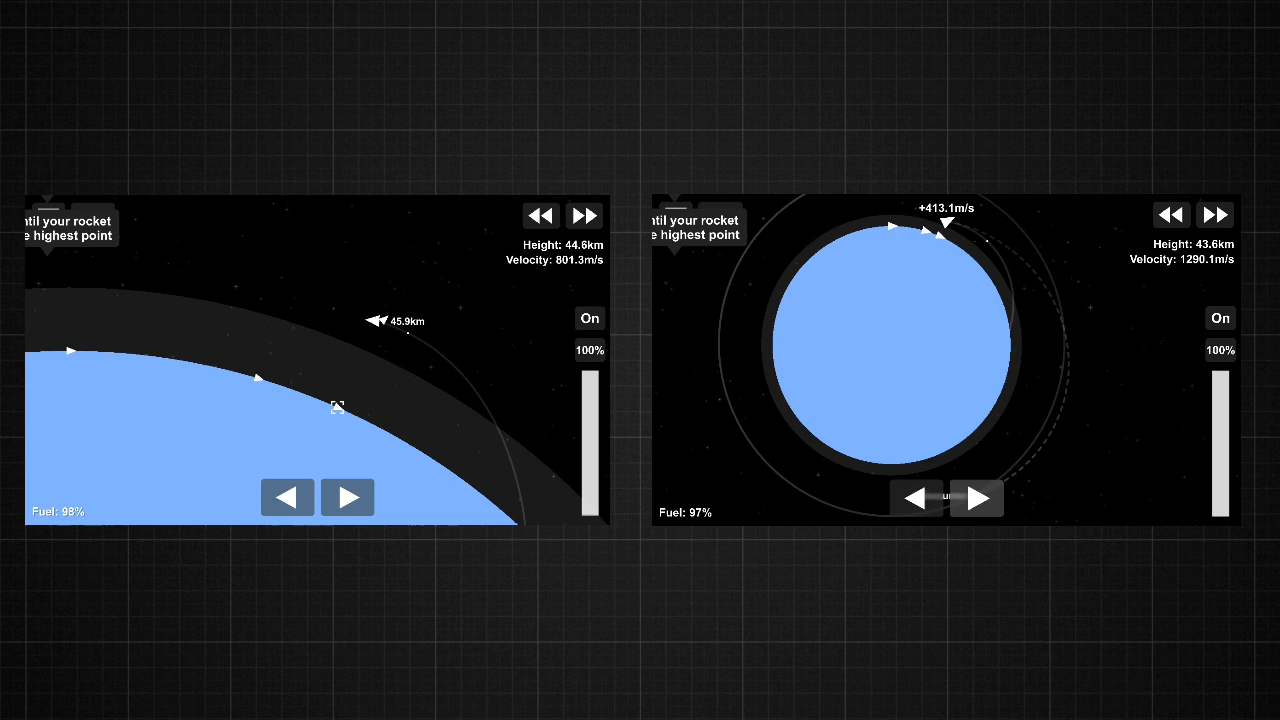 ntil your rocket
e highest point
Height: 44.6km
Velocity: 801.3m/s
On
45.9km
100%
Fuel: 98%
+413.1m/s
ntil your rocket
e highest point
Height: 43.6km
Velocity: 1290.1m/s
On
100%
Fuel: 97%